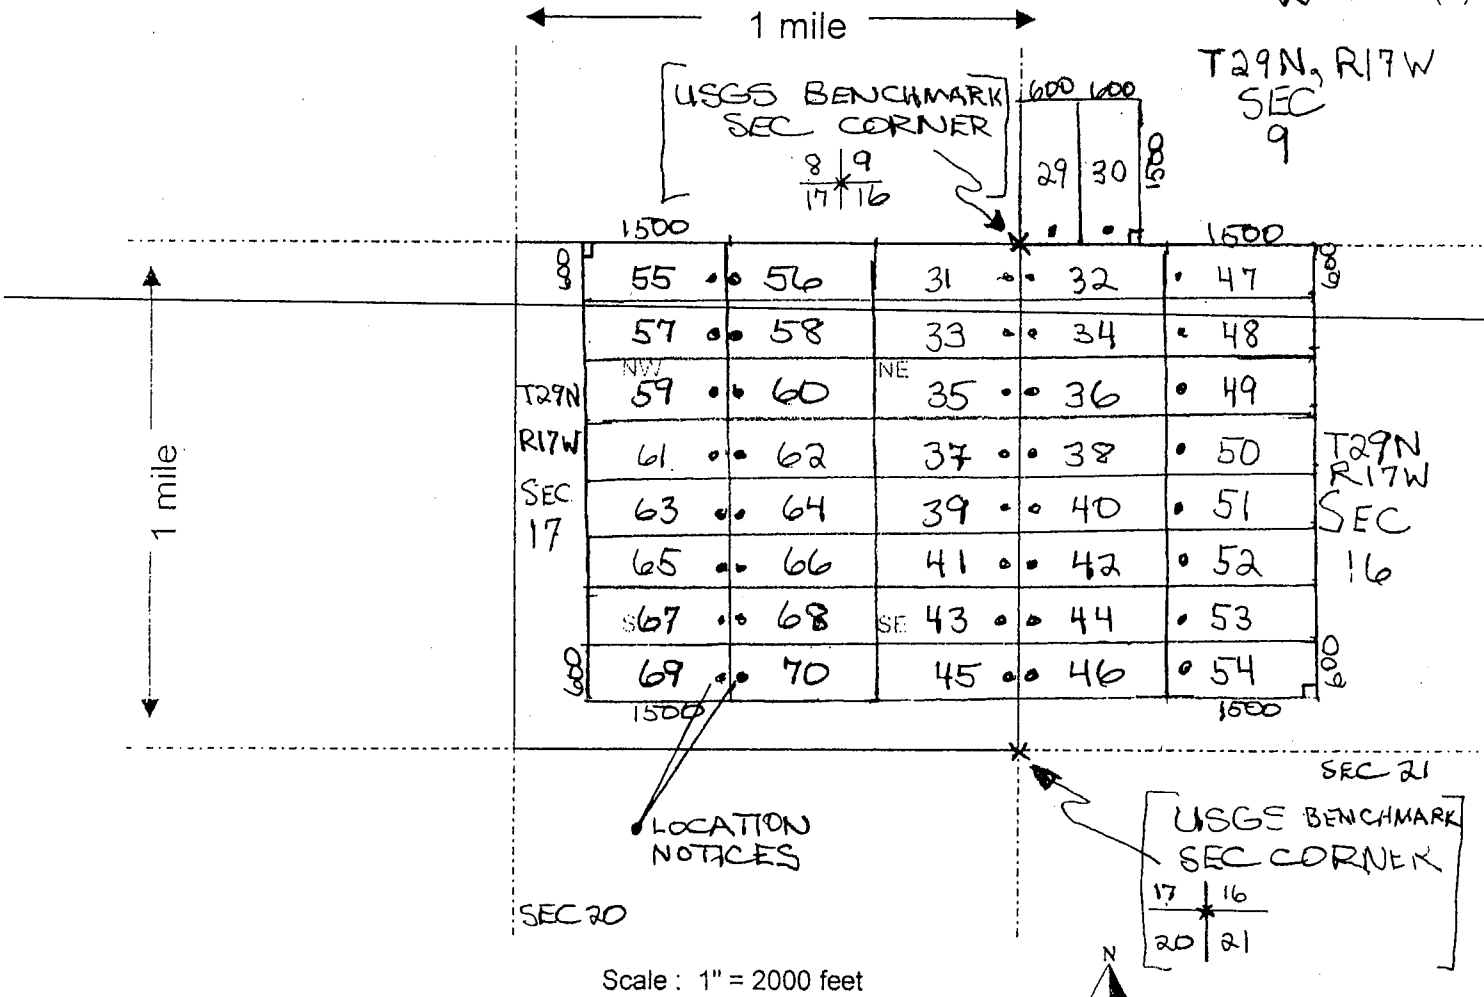 1 mile
T29N, R17W
SEC
9
USGS BENCHMARK
SEC CORNER
8 9
17 16
600 600
29 30 1500
1500 1500
600 55 56 31 32 47 600
57 58 33 34 48
NW NE
T29N 59 60 35 36 49
R17W 61 62 37 38 50 T29N
R17W
SEC 63 64 39 40 51 SEC
17
65 66 41 42 52 16
1 mile
S 67 68 SE 43 44 53
600 69 70 45 46 54 600
1500 1500
SEC 21
LOCATION
NOTICES
USGS BENCHMARK
SEC CORNER
17 16
20 21
SEC 20
N
Scale : 1" = 2000 feet